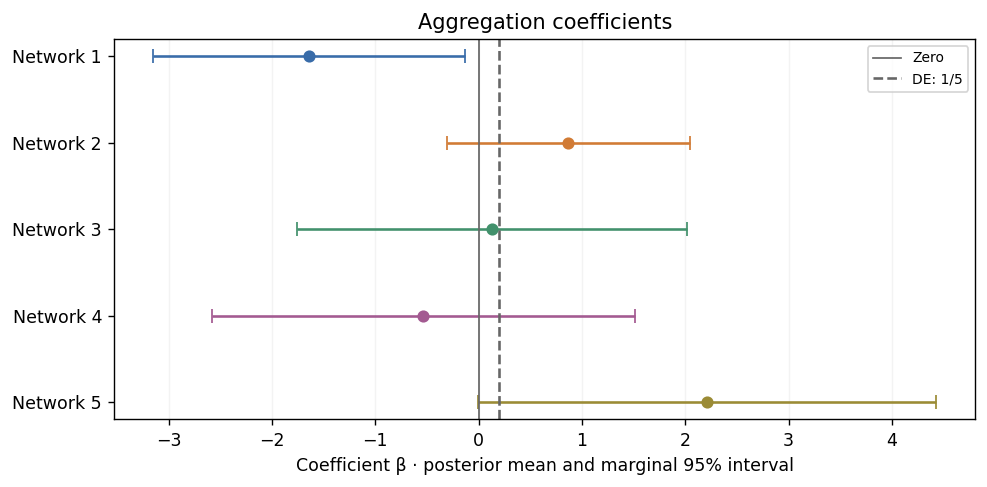 Aggregation coefficients
Network 1
Network 2
Network 3
Network 4
Network 5
Zero
DE: 1/5
−3 −2 −1 0 1 2 3 4
Coefficient β · posterior mean and marginal 95% interval